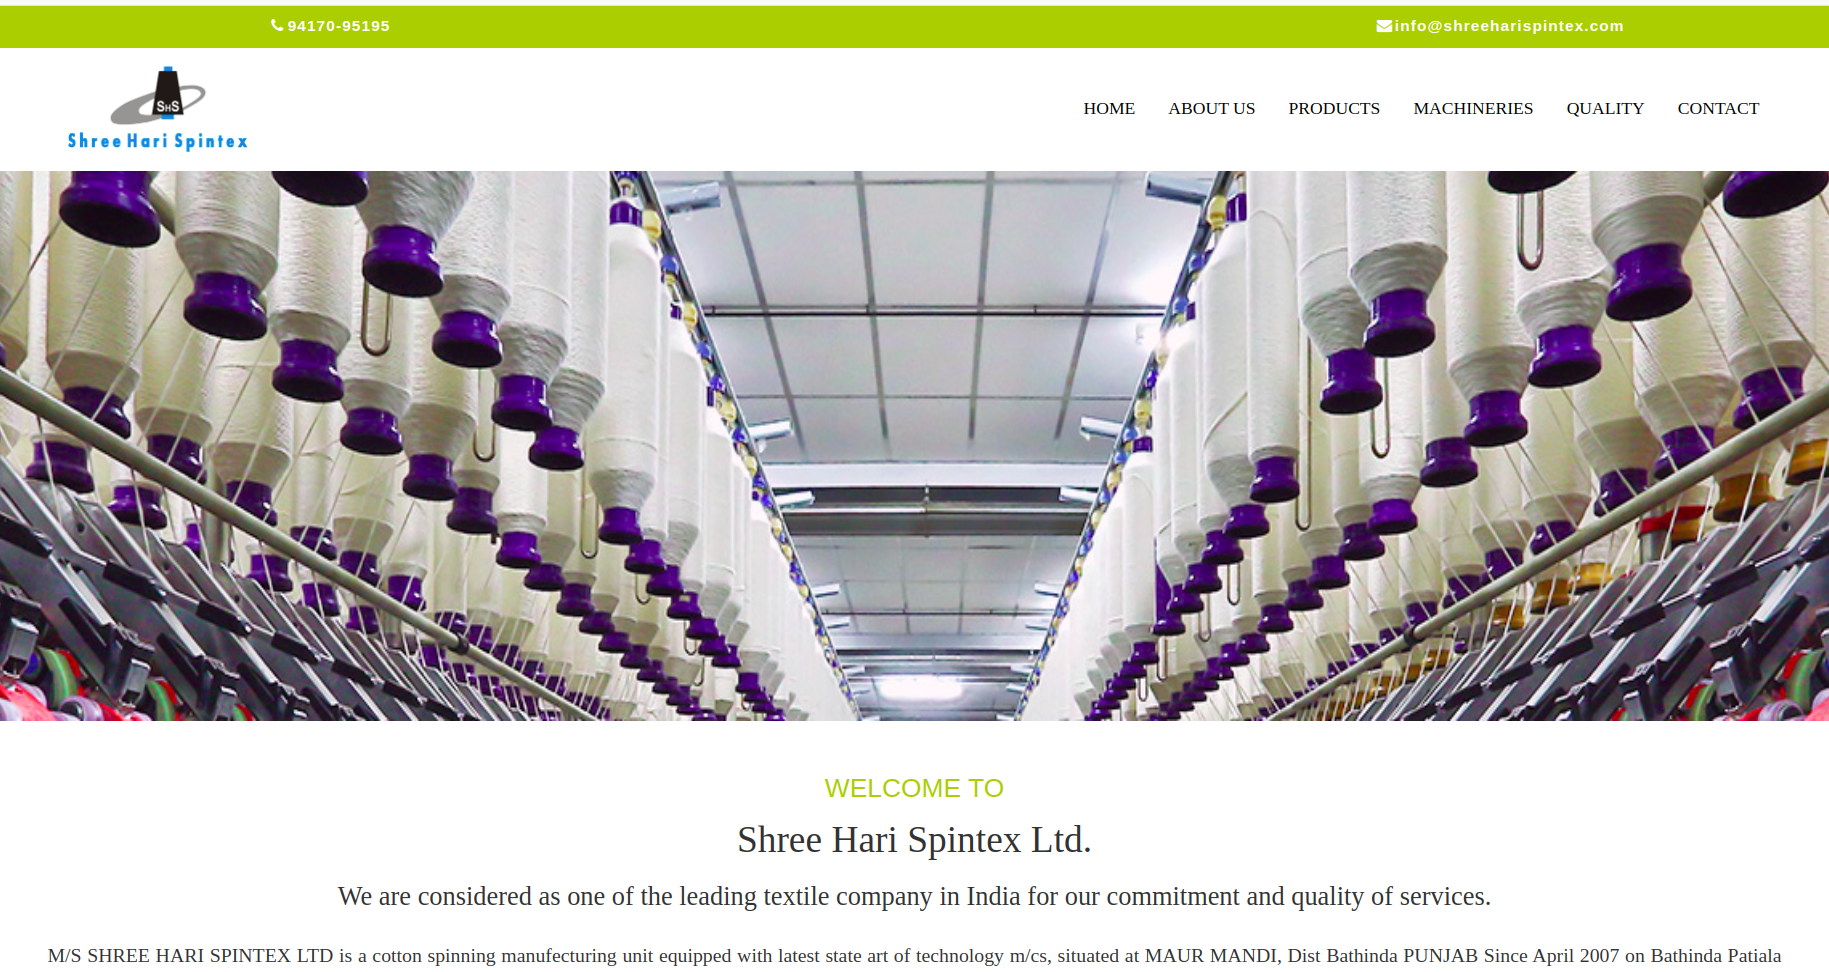 94170-95195
info@shreeharispintex.com
SHS
Shree Hari Spintex
HOME ABOUT US PRODUCTS MACHINERIES QUALITY CONTACT
WELCOME TO
Shree Hari Spintex Ltd.
We are considered as one of the leading textile company in India for our commitment and quality of services.
M/S SHREE HARI SPINTEX LTD is a cotton spinning manufecturing unit equipped with latest state art of technology m/cs, situated at MAUR MANDI, Dist Bathinda PUNJAB Since April 2007 on Bathinda Patiala